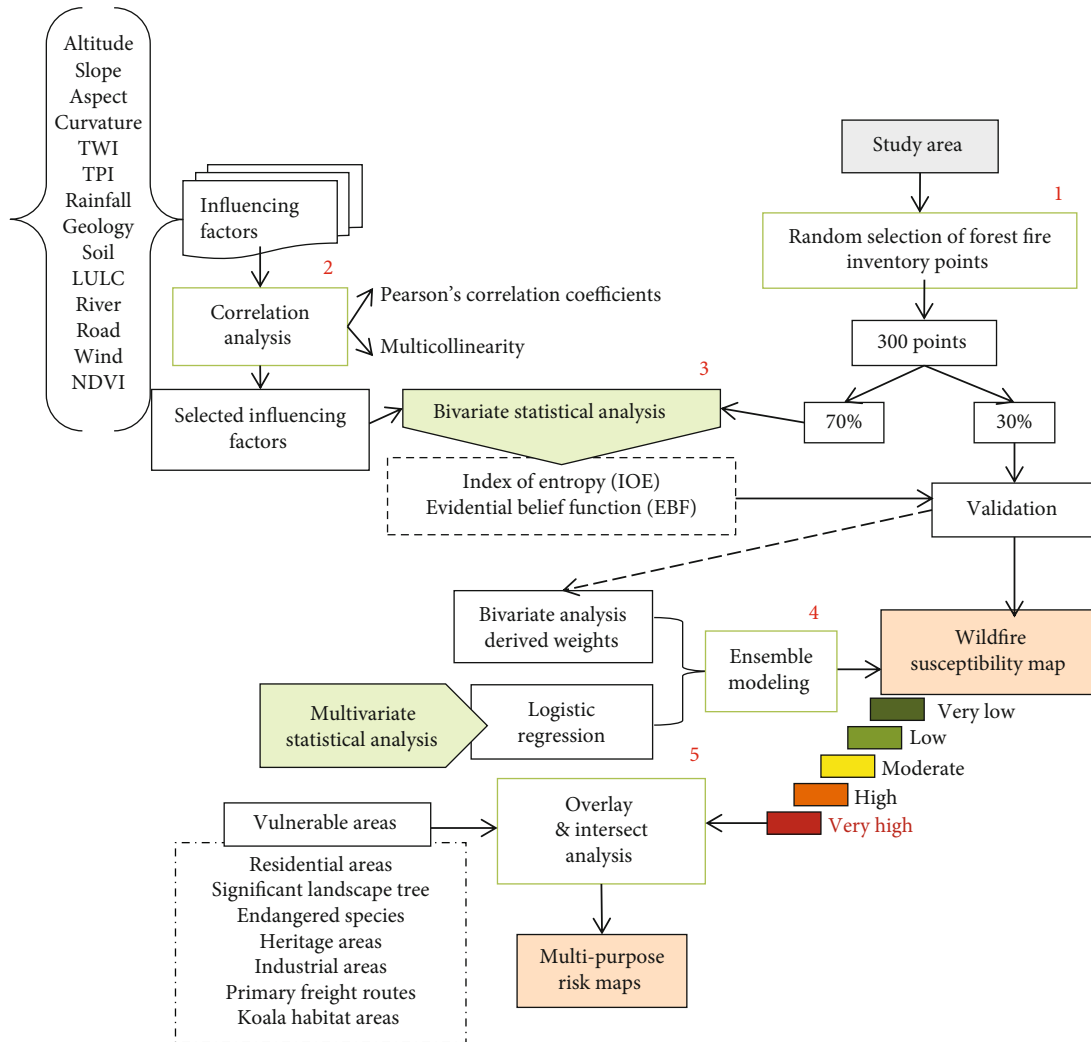 Altitude
Slope
Aspect
Curvature
TWI
TPI
Rainfall
Geology
Soil
LULC
River
Road
Wind
NDVI
Influencing
factors
2
Correlation
analysis
Pearson's correlation coefficients
Multicollinearity
Selected influencing
factors
Study area
1
Random selection of forest fire
inventory points
300 points
70%
30%
3
Bivariate statistical analysis
Index of entropy (IOE)
Evidential belief function (EBF)
Validation
Bivariate analysis
derived weights
Multivariate
statistical analysis
Logistic
regression
4
Ensemble
modeling
Wildfire
susceptibility map
Very low
Low
Moderate
High
Very high
5
Overlay
& intersect
analysis
Vulnerable areas
Residential areas
Significant landscape tree
Endangered species
Heritage areas
Industrial areas
Primary freight routes
Koala habitat areas
Multi-purpose
risk maps